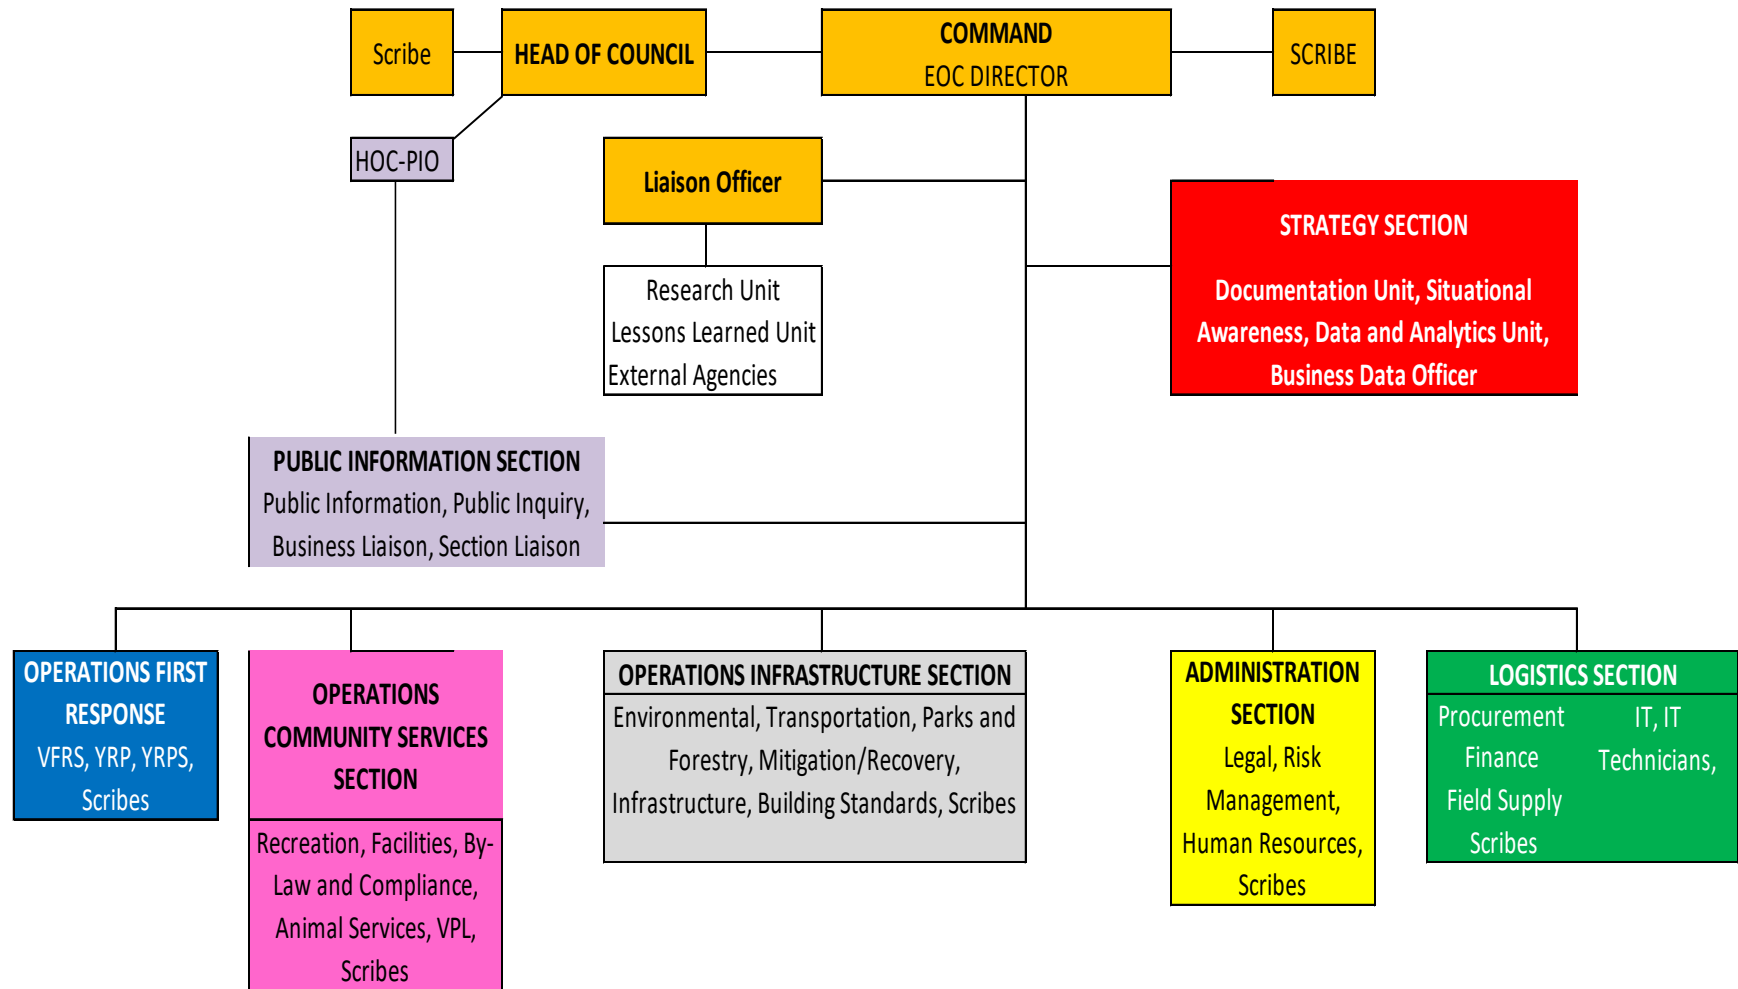 Scribe
HEAD OF COUNCIL
COMMAND
EOC DIRECTOR
SCRIBE
HOC-PIO
Liaison Officer
Research Unit
Lessons Learned Unit
External Agencies
STRATEGY SECTION
Documentation Unit, Situational
Awareness, Data and Analytics Unit,
Business Data Officer
PUBLIC INFORMATION SECTION
Public Information, Public Inquiry,
Business Liaison, Section Liaison
OPERATIONS FIRST
RESPONSE
VFRS, YRP, YRPS,
Scribes
OPERATIONS
COMMUNITY SERVICES
SECTION
Recreation, Facilities, By-
Law and Compliance,
Animal Services, VPL,
Scribes
OPERATIONS INFRASTRUCTURE SECTION
Environmental, Transportation, Parks and
Forestry, Mitigation/Recovery,
Infrastructure, Building Standards, Scribes
ADMINISTRATION
SECTION
Legal, Risk
Management,
Human Resources,
Scribes
LOGISTICS SECTION
Procurement
Finance
Field Supply
Scribes
IT, IT
Technicians,